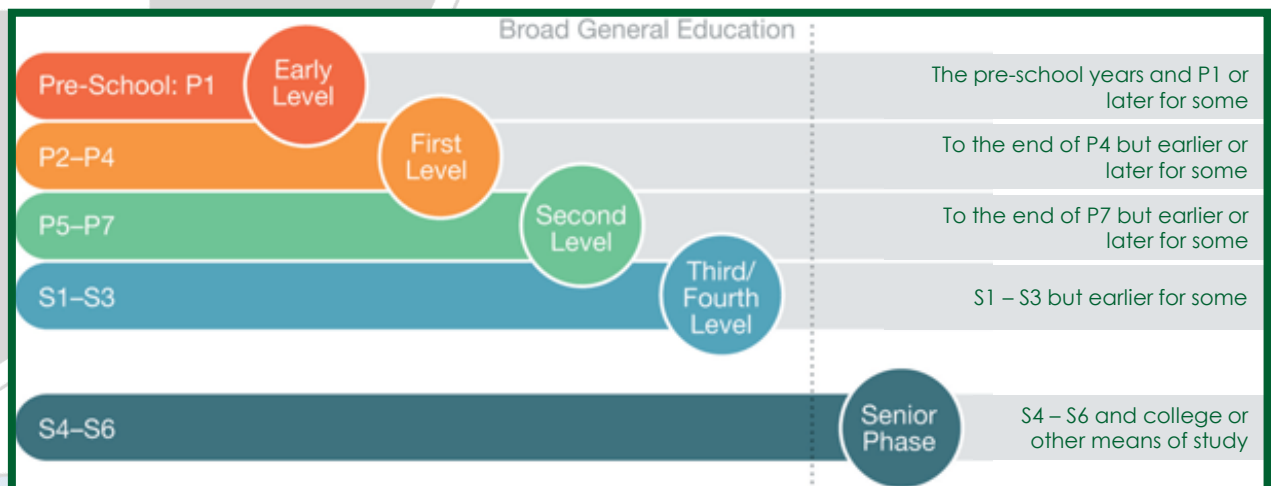 Broad General Education
Pre-School: P1
Early
Level
The pre-school years and P1 or
later for some
P2–P4
First
Level
To the end of P4 but earlier or
later for some
P5–P7
Second
Level
To the end of P7 but earlier or
later for some
S1–S3
Third/
Fourth
Level
S1 – S3 but earlier for some
S4–S6
Senior
Phase
S4 – S6 and college or
other means of study